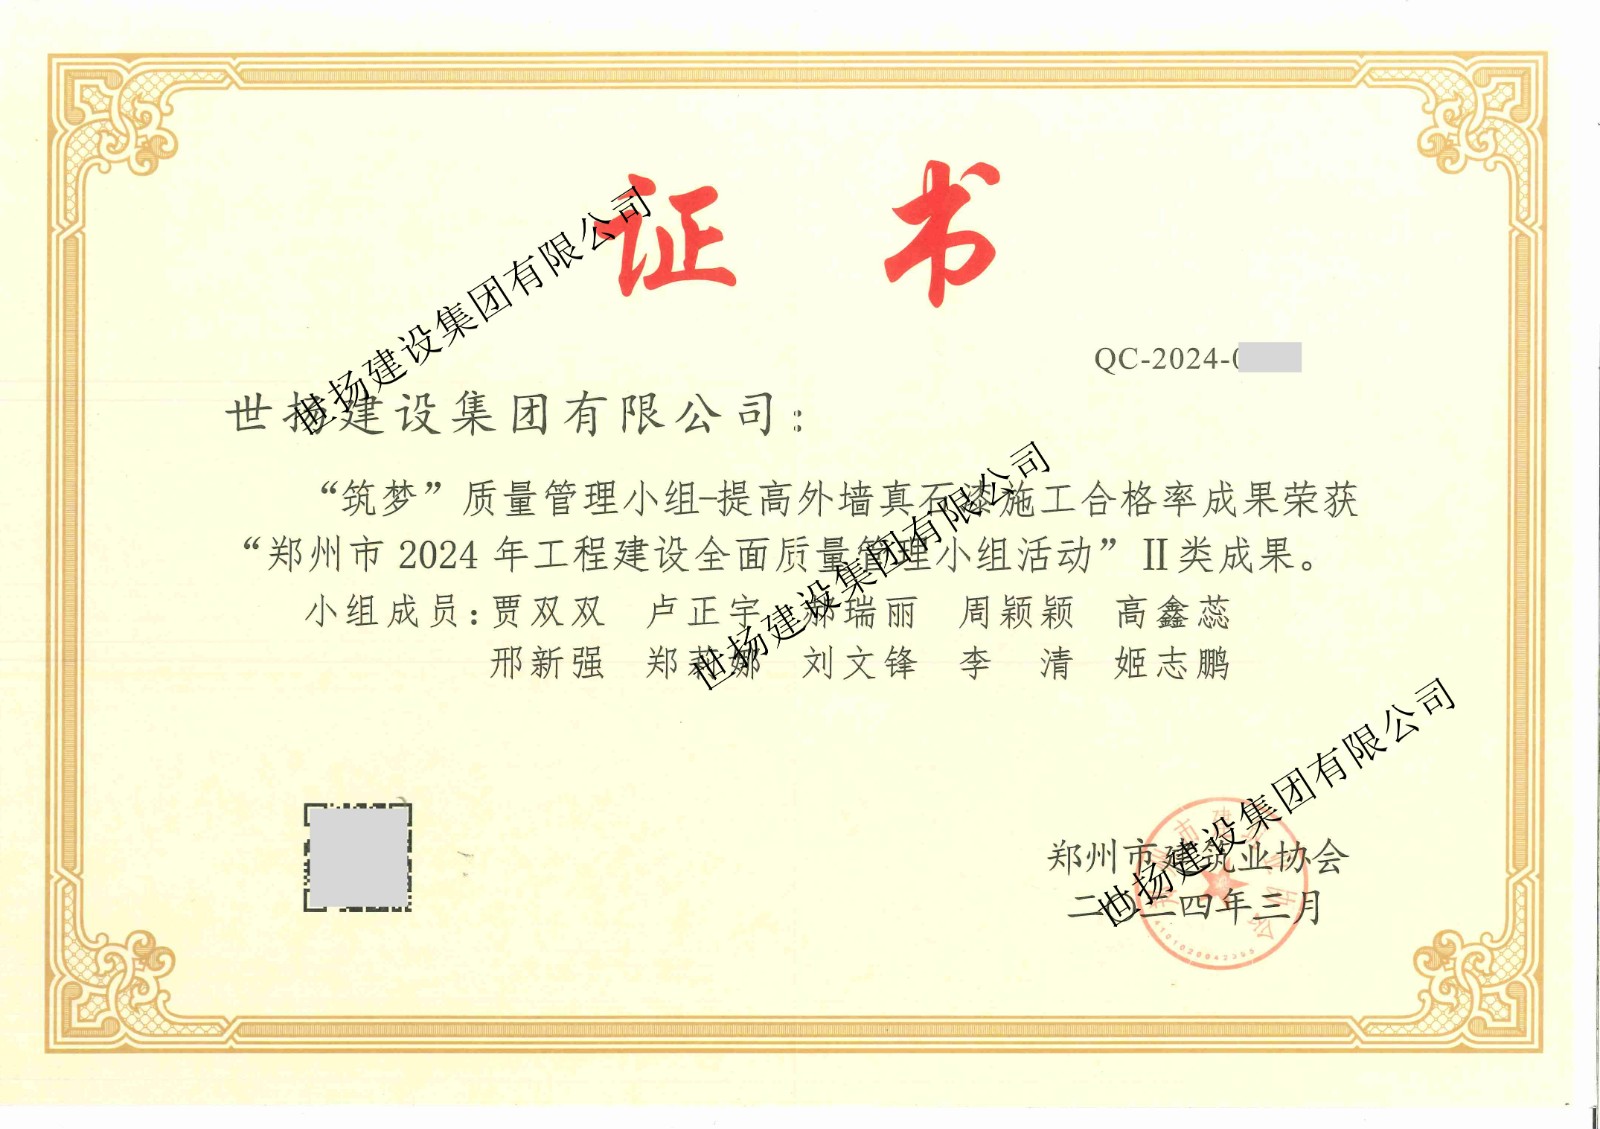 证书
QC-2024-
世扬建设集团有限公司：
“筑梦”质量管理小组-提高外墙真石漆施工合格率成果荣获
“郑州市 2024 年工程建设全面质量管理小组活动”Ⅱ类成果。
小组成员：贾双双 卢正宇 郝瑞丽 周颖颖 高鑫蕊
邢新强 郑莉娜 刘文锋 李 清 姬志鹏
郑州市建筑业协会
二〇二四年三月
世扬建设集团有限公司
世扬建设集团有限公司
世扬建设集团有限公司